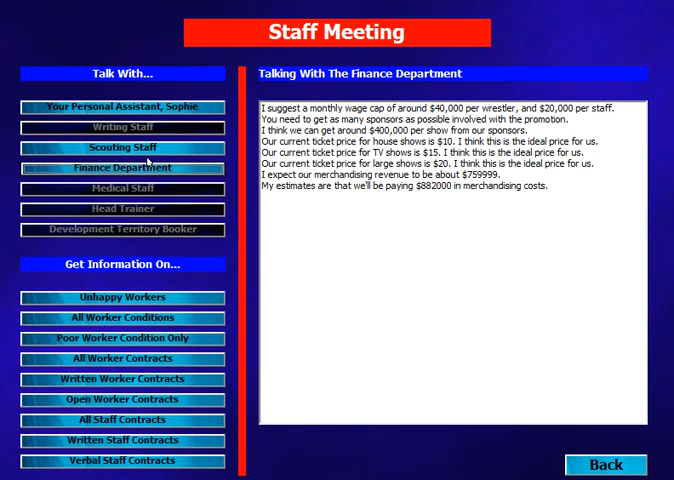 Staff Meeting
Talk With...
Your Personal Assistant, Sophie
Writing Staff
Scouting Staff
Finance Department
Medical Staff
Head Trainer
Development Territory Booker
Get Information On...
Unhappy Workers
All Worker Conditions
Poor Worker Condition Only
All Worker Contracts
Written Worker Contracts
Open Worker Contracts
All Staff Contracts
Written Staff Contracts
Verbal Staff Contracts
Talking With The Finance Department
I suggest a monthly wage cap of around $40,000 per wrestler, and $20,000 per staff.
You need to get as many sponsors as possible involved with the promotion.
I think we can get around $400,000 per show from our sponsors.
Our current ticket price for house shows is $10. I think this is the ideal price for us.
Our current ticket price for TV shows is $15. I think this is the ideal price for us.
Our current ticket price for large shows is $20. I think this is the ideal price for us.
I expect our merchandising revenue to be about $759999.
My estimates are that we'll be paying $882000 in merchandising costs.
Back